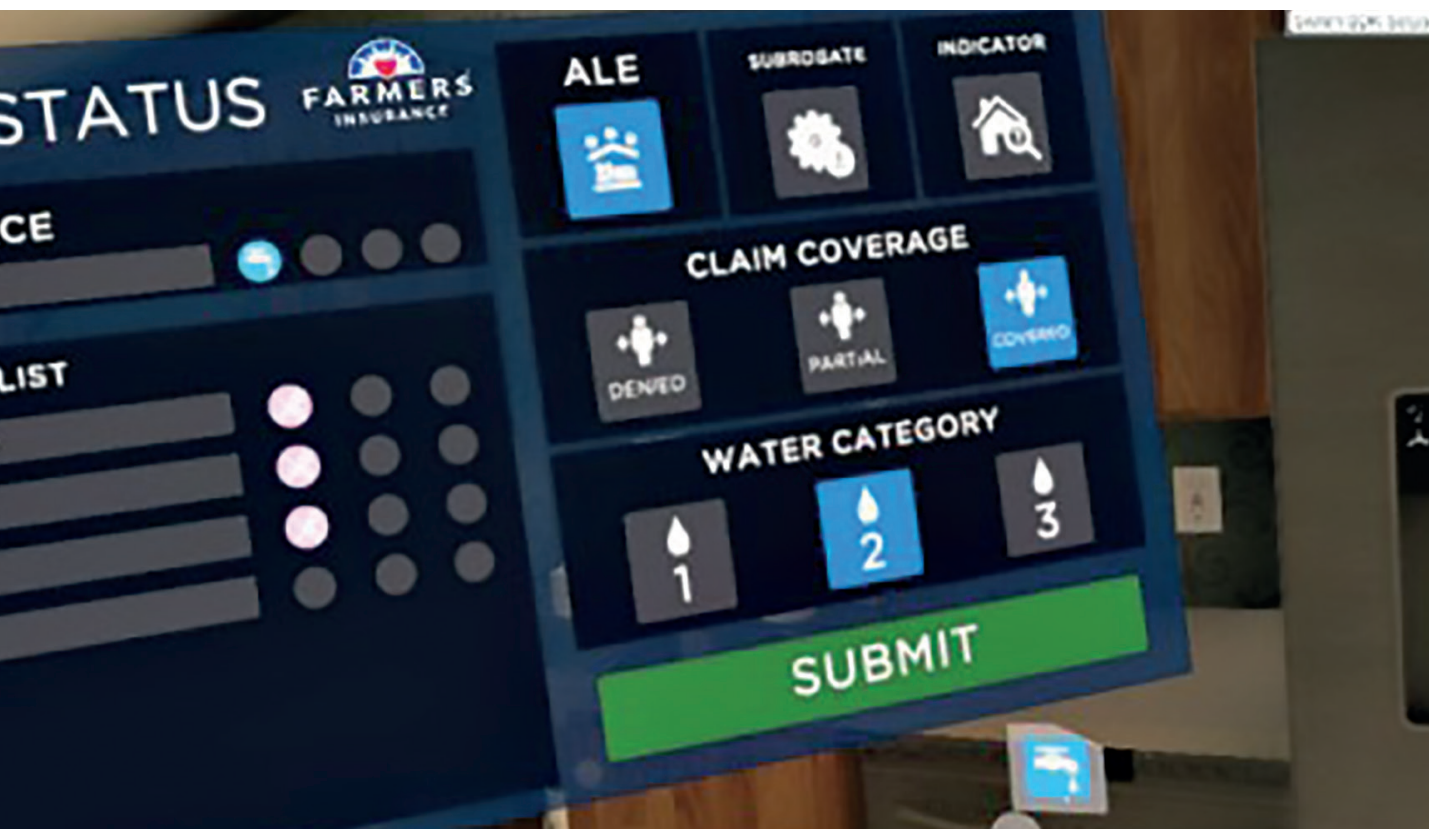 STATUS
FARMERS
INSURANCE
CE
LIST
ALE
SUBROGATE
INDICATOR
CLAIM COVERAGE
DENIED
PARTIAL
COVERED
WATER CATEGORY
1
2
3
SUBMIT